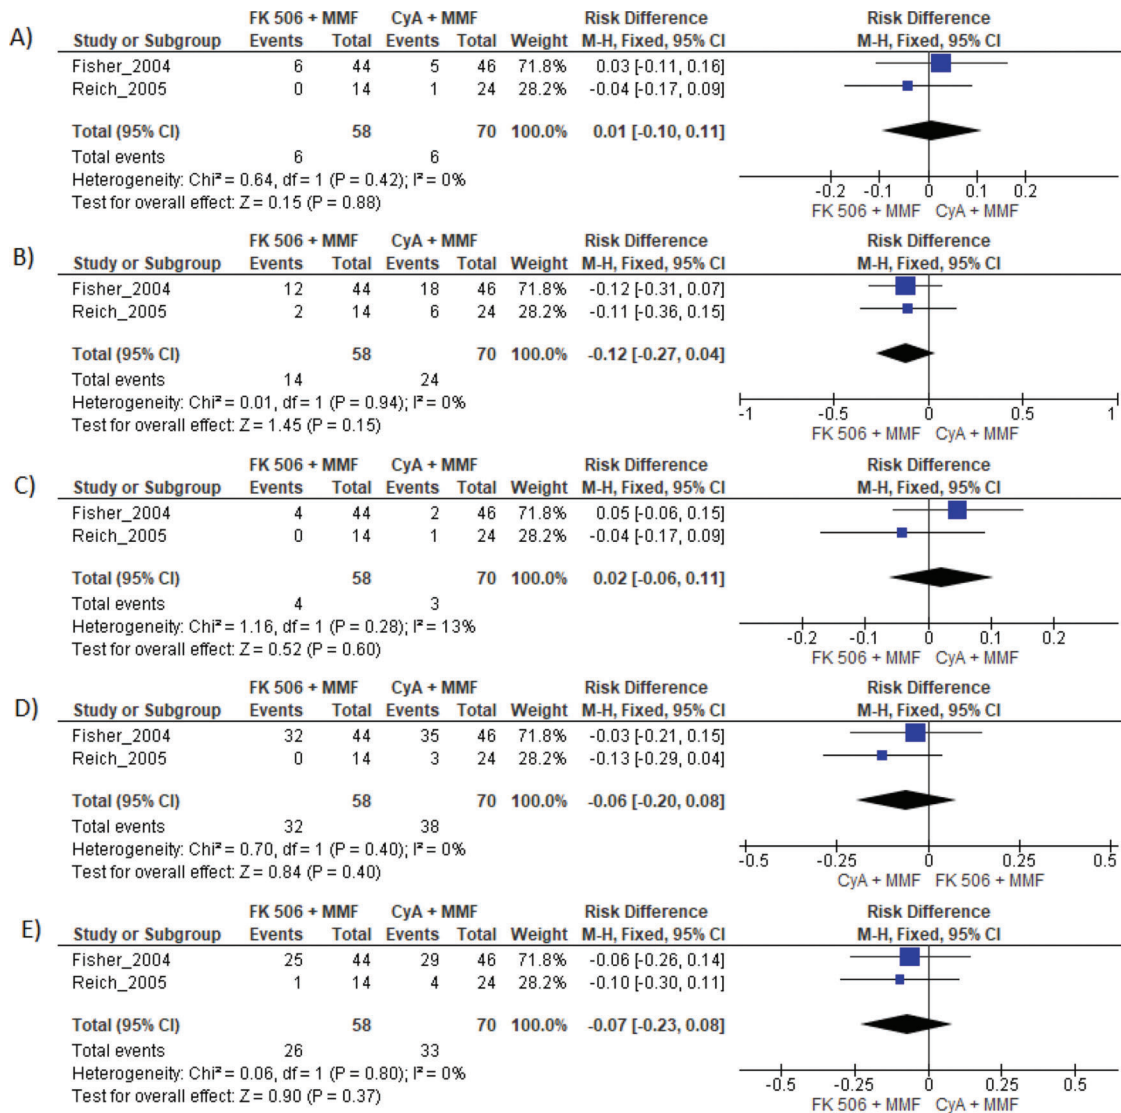 FK 506 + MMF CyA + MMF Risk Difference Risk Difference
A) Study or Subgroup Events Total Events Total Weight M-H, Fixed, 95% CI M-H, Fixed, 95% CI
Fisher_2004 6 44 5 46 71.8% 0.03 [-0.11, 0.16]
Reich_2005 0 14 1 24 28.2% -0.04 [-0.17, 0.09]
Total (95% CI) 58 70 100.0% 0.01 [-0.10, 0.11]
Total events 6 6
Heterogeneity: Chi² = 0.64, df = 1 (P = 0.42); I² = 0%
Test for overall effect: Z = 0.15 (P = 0.88)
-0.2 -0.1 0 0.1 0.2
FK 506 + MMF CyA + MMF
FK 506 + MMF CyA + MMF Risk Difference Risk Difference
B) Study or Subgroup Events Total Events Total Weight M-H, Fixed, 95% CI M-H, Fixed, 95% CI
Fisher_2004 12 44 18 46 71.8% -0.12 [-0.31, 0.07]
Reich_2005 2 14 6 24 28.2% -0.11 [-0.36, 0.15]
Total (95% CI) 58 70 100.0% -0.12 [-0.27, 0.04]
Total events 14 24
Heterogeneity: Chi² = 0.01, df = 1 (P = 0.94); I² = 0%
Test for overall effect: Z = 1.45 (P = 0.15)
-1 -0.5 0 0.5 1
FK 506 + MMF CyA + MMF
FK 506 + MMF CyA + MMF Risk Difference Risk Difference
C) Study or Subgroup Events Total Events Total Weight M-H, Fixed, 95% CI M-H, Fixed, 95% CI
Fisher_2004 4 44 2 46 71.8% 0.05 [-0.06, 0.15]
Reich_2005 0 14 1 24 28.2% -0.04 [-0.17, 0.09]
Total (95% CI) 58 70 100.0% 0.02 [-0.06, 0.11]
Total events 4 3
Heterogeneity: Chi² = 1.16, df = 1 (P = 0.28); I² = 13%
Test for overall effect: Z = 0.52 (P = 0.60)
-0.2 -0.1 0 0.1 0.2
FK 506 + MMF CyA + MMF
FK 506 + MMF CyA + MMF Risk Difference Risk Difference
D) Study or Subgroup Events Total Events Total Weight M-H, Fixed, 95% CI M-H, Fixed, 95% CI
Fisher_2004 32 44 35 46 71.8% -0.03 [-0.21, 0.15]
Reich_2005 0 14 3 24 28.2% -0.13 [-0.29, 0.04]
Total (95% CI) 58 70 100.0% -0.06 [-0.20, 0.08]
Total events 32 38
Heterogeneity: Chi² = 0.70, df = 1 (P = 0.40); I² = 0%
Test for overall effect: Z = 0.84 (P = 0.40)
-0.5 -0.25 0 0.25 0.5
CyA + MMF FK 506 + MMF
FK 506 + MMF CyA + MMF Risk Difference Risk Difference
E) Study or Subgroup Events Total Events Total Weight M-H, Fixed, 95% CI M-H, Fixed, 95% CI
Fisher_2004 25 44 29 46 71.8% -0.06 [-0.26, 0.14]
Reich_2005 1 14 4 24 28.2% -0.10 [-0.30, 0.11]
Total (95% CI) 58 70 100.0% -0.07 [-0.23, 0.08]
Total events 26 33
Heterogeneity: Chi² = 0.06, df = 1 (P = 0.80); I² = 0%
Test for overall effect: Z = 0.90 (P = 0.37)
-0.5 -0.25 0 0.25 0.5
FK 506 + MMF CyA + MMF